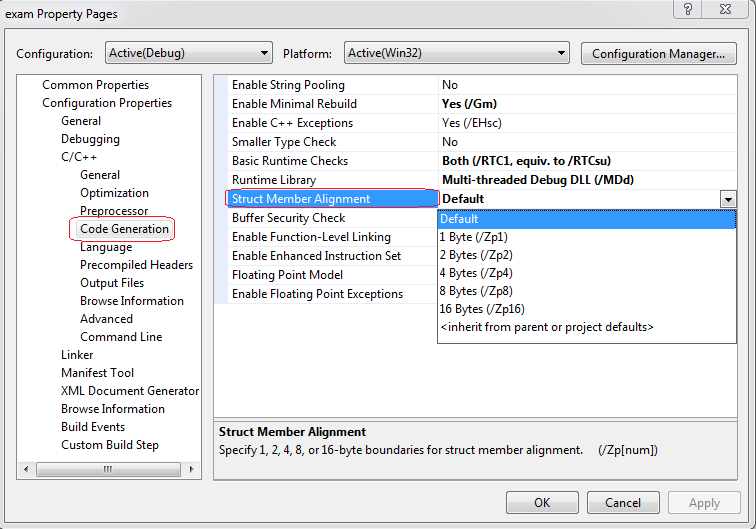 exam Property Pages
Configuration: Active(Debug) Platform: Active(Win32) Configuration Manager...
Common Properties
Configuration Properties
General
Debugging
C/C++
General
Optimization
Preprocessor
Code Generation
Language
Precompiled Headers
Output Files
Browse Information
Advanced
Command Line
Linker
Manifest Tool
XML Document Generator
Browse Information
Build Events
Custom Build Step
Enable String Pooling No
Enable Minimal Rebuild Yes (/Gm)
Enable C++ Exceptions Yes (/EHsc)
Smaller Type Check No
Basic Runtime Checks Both (/RTC1, equiv. to /RTCsu)
Runtime Library Multi-threaded Debug DLL (/MDd)
Struct Member Alignment Default
Buffer Security Check
Enable Function-Level Linking
Enable Enhanced Instruction Set
Floating Point Model
Enable Floating Point Exceptions
Default
1 Byte (/Zp1)
2 Bytes (/Zp2)
4 Bytes (/Zp4)
8 Bytes (/Zp8)
16 Bytes (/Zp16)
<inherit from parent or project defaults>
Struct Member Alignment
Specify 1, 2, 4, 8, or 16-byte boundaries for struct member alignment. (/Zp[num])
OK Cancel Apply